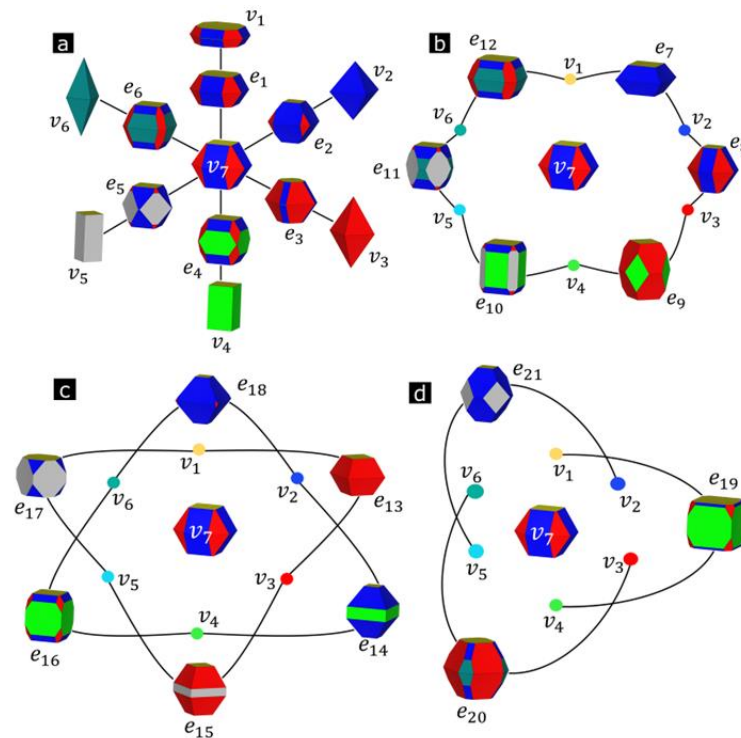 a
v₁
e₁
v₂
e₂
e₆
v₆
v₇
e₅
e₃
v₅
e₄
v₃
v₄
b
e₁₂
v₁
e₇
v₂
v₆
e₁₁
v₇
v₅
v₃
e₁₀
v₄
e₉
c
e₁₈
v₁
e₁₇
v₆
v₂
e₁₃
v₇
v₅
v₃
e₁₆
v₄
e₁₄
e₁₅
d
e₂₁
v₁
v₆
v₂
e₁₉
v₇
v₅
v₃
v₄
e₂₀